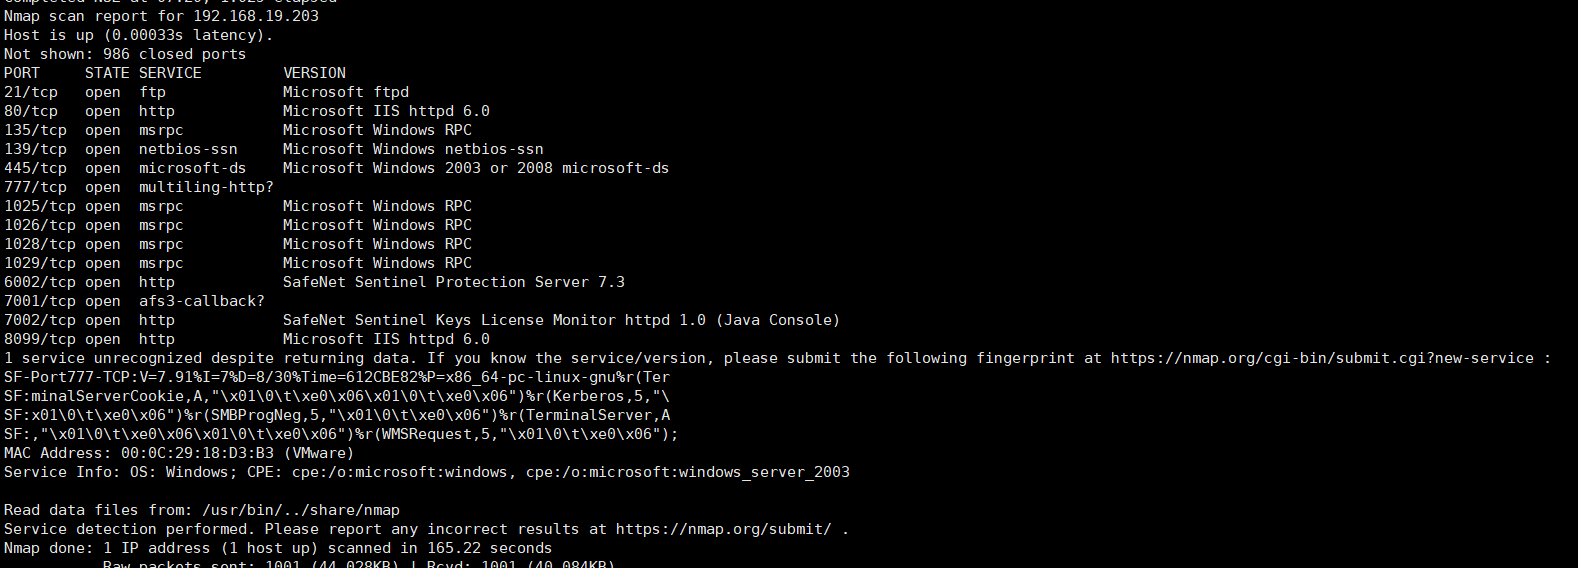 Completed NSE at 07:20, 1.02s elapsed
Nmap scan report for 192.168.19.203
Host is up (0.00033s latency).
Not shown: 986 closed ports
PORT     STATE SERVICE        VERSION
21/tcp   open  ftp            Microsoft ftpd
80/tcp   open  http           Microsoft IIS httpd 6.0
135/tcp  open  msrpc          Microsoft Windows RPC
139/tcp  open  netbios-ssn    Microsoft Windows netbios-ssn
445/tcp  open  microsoft-ds   Microsoft Windows 2003 or 2008 microsoft-ds
777/tcp  open  multiling-http?
1025/tcp open  msrpc          Microsoft Windows RPC
1026/tcp open  msrpc          Microsoft Windows RPC
1028/tcp open  msrpc          Microsoft Windows RPC
1029/tcp open  msrpc          Microsoft Windows RPC
6002/tcp open  http           SafeNet Sentinel Protection Server 7.3
7001/tcp open  afs3-callback?
7002/tcp open  http           SafeNet Sentinel Keys License Monitor httpd 1.0 (Java Console)
8099/tcp open  http           Microsoft IIS httpd 6.0
1 service unrecognized despite returning data. If you know the service/version, please submit the following fingerprint at https://nmap.org/cgi-bin/submit.cgi?new-service :
SF-Port777-TCP:V=7.91%I=7%D=8/30%Time=612CBE82%P=x86_64-pc-linux-gnu%r(Ter
SF:minalServerCookie,A,"\x01\0\t\xe0\x06\x01\0\t\xe0\x06")%r(Kerberos,5,"\
SF:x01\0\t\xe0\x06")%r(SMBProgNeg,5,"\x01\0\t\xe0\x06")%r(TerminalServer,A
SF:,"\x01\0\t\xe0\x06\x01\0\t\xe0\x06")%r(WMSRequest,5,"\x01\0\t\xe0\x06");
MAC Address: 00:0C:29:18:D3:B3 (VMware)
Service Info: OS: Windows; CPE: cpe:/o:microsoft:windows, cpe:/o:microsoft:windows_server_2003

Read data files from: /usr/bin/../share/nmap
Service detection performed. Please report any incorrect results at https://nmap.org/submit/ .
Nmap done: 1 IP address (1 host up) scanned in 165.22 seconds
Raw packets sent: 1001 (44.028KB) | Rcvd: 1001 (40.084KB)